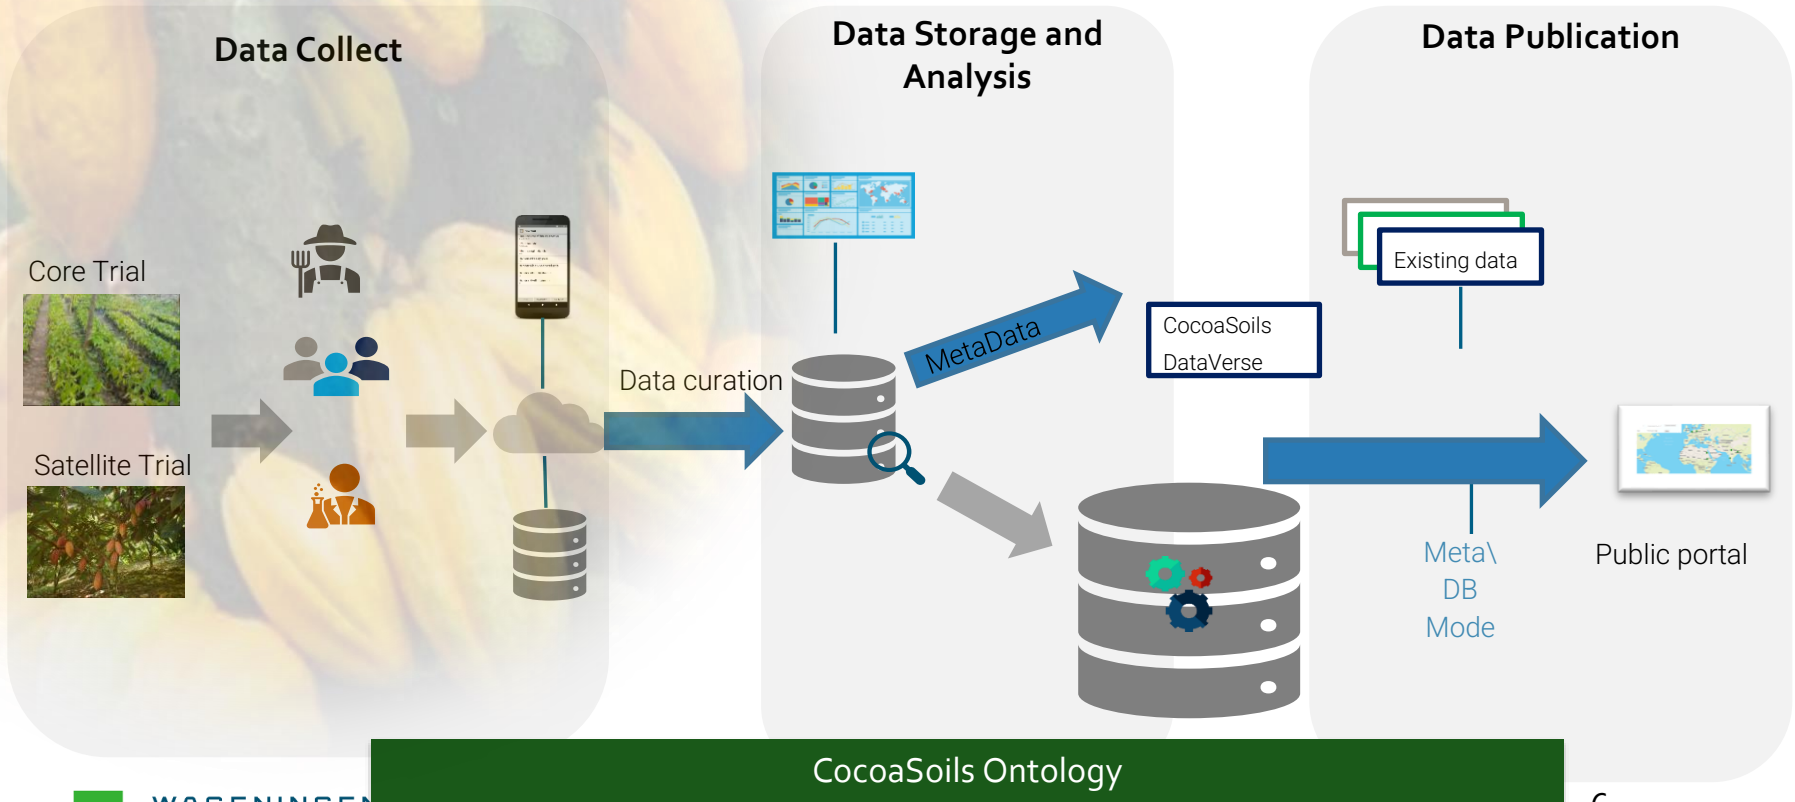 Data Collect
Data Storage and
Analysis
Data Publication
Core Trial
Satellite Trial
Data curation
MetaData
CocoaSoils
DataVerse
Existing data
Meta\
DB
Mode
Public portal
CocoaSoils Ontology